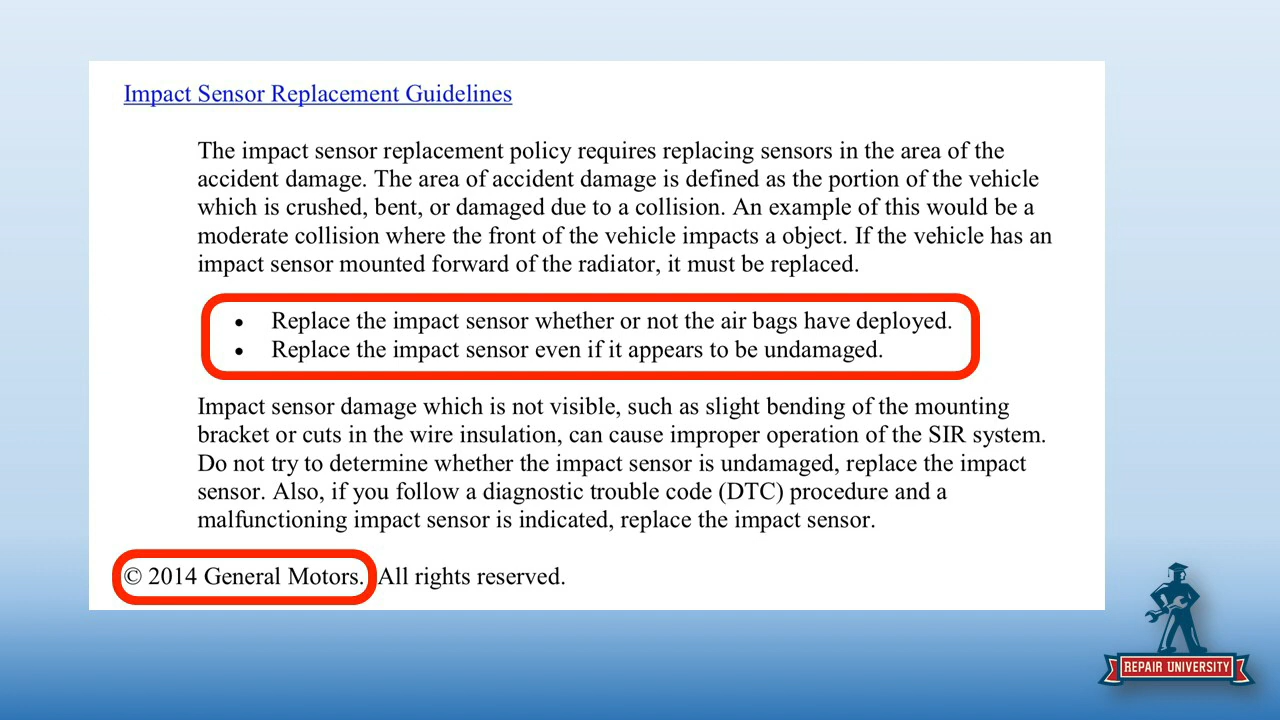 Impact Sensor Replacement Guidelines
The impact sensor replacement policy requires replacing sensors in the area of the
accident damage. The area of accident damage is defined as the portion of the vehicle
which is crushed, bent, or damaged due to a collision. An example of this would be a
moderate collision where the front of the vehicle impacts a object. If the vehicle has an
impact sensor mounted forward of the radiator, it must be replaced.
• Replace the impact sensor whether or not the air bags have deployed.
• Replace the impact sensor even if it appears to be undamaged.
Impact sensor damage which is not visible, such as slight bending of the mounting
bracket or cuts in the wire insulation, can cause improper operation of the SIR system.
Do not try to determine whether the impact sensor is undamaged, replace the impact
sensor. Also, if you follow a diagnostic trouble code (DTC) procedure and a
malfunctioning impact sensor is indicated, replace the impact sensor.
© 2014 General Motors. All rights reserved.
REPAIR UNIVERSITY